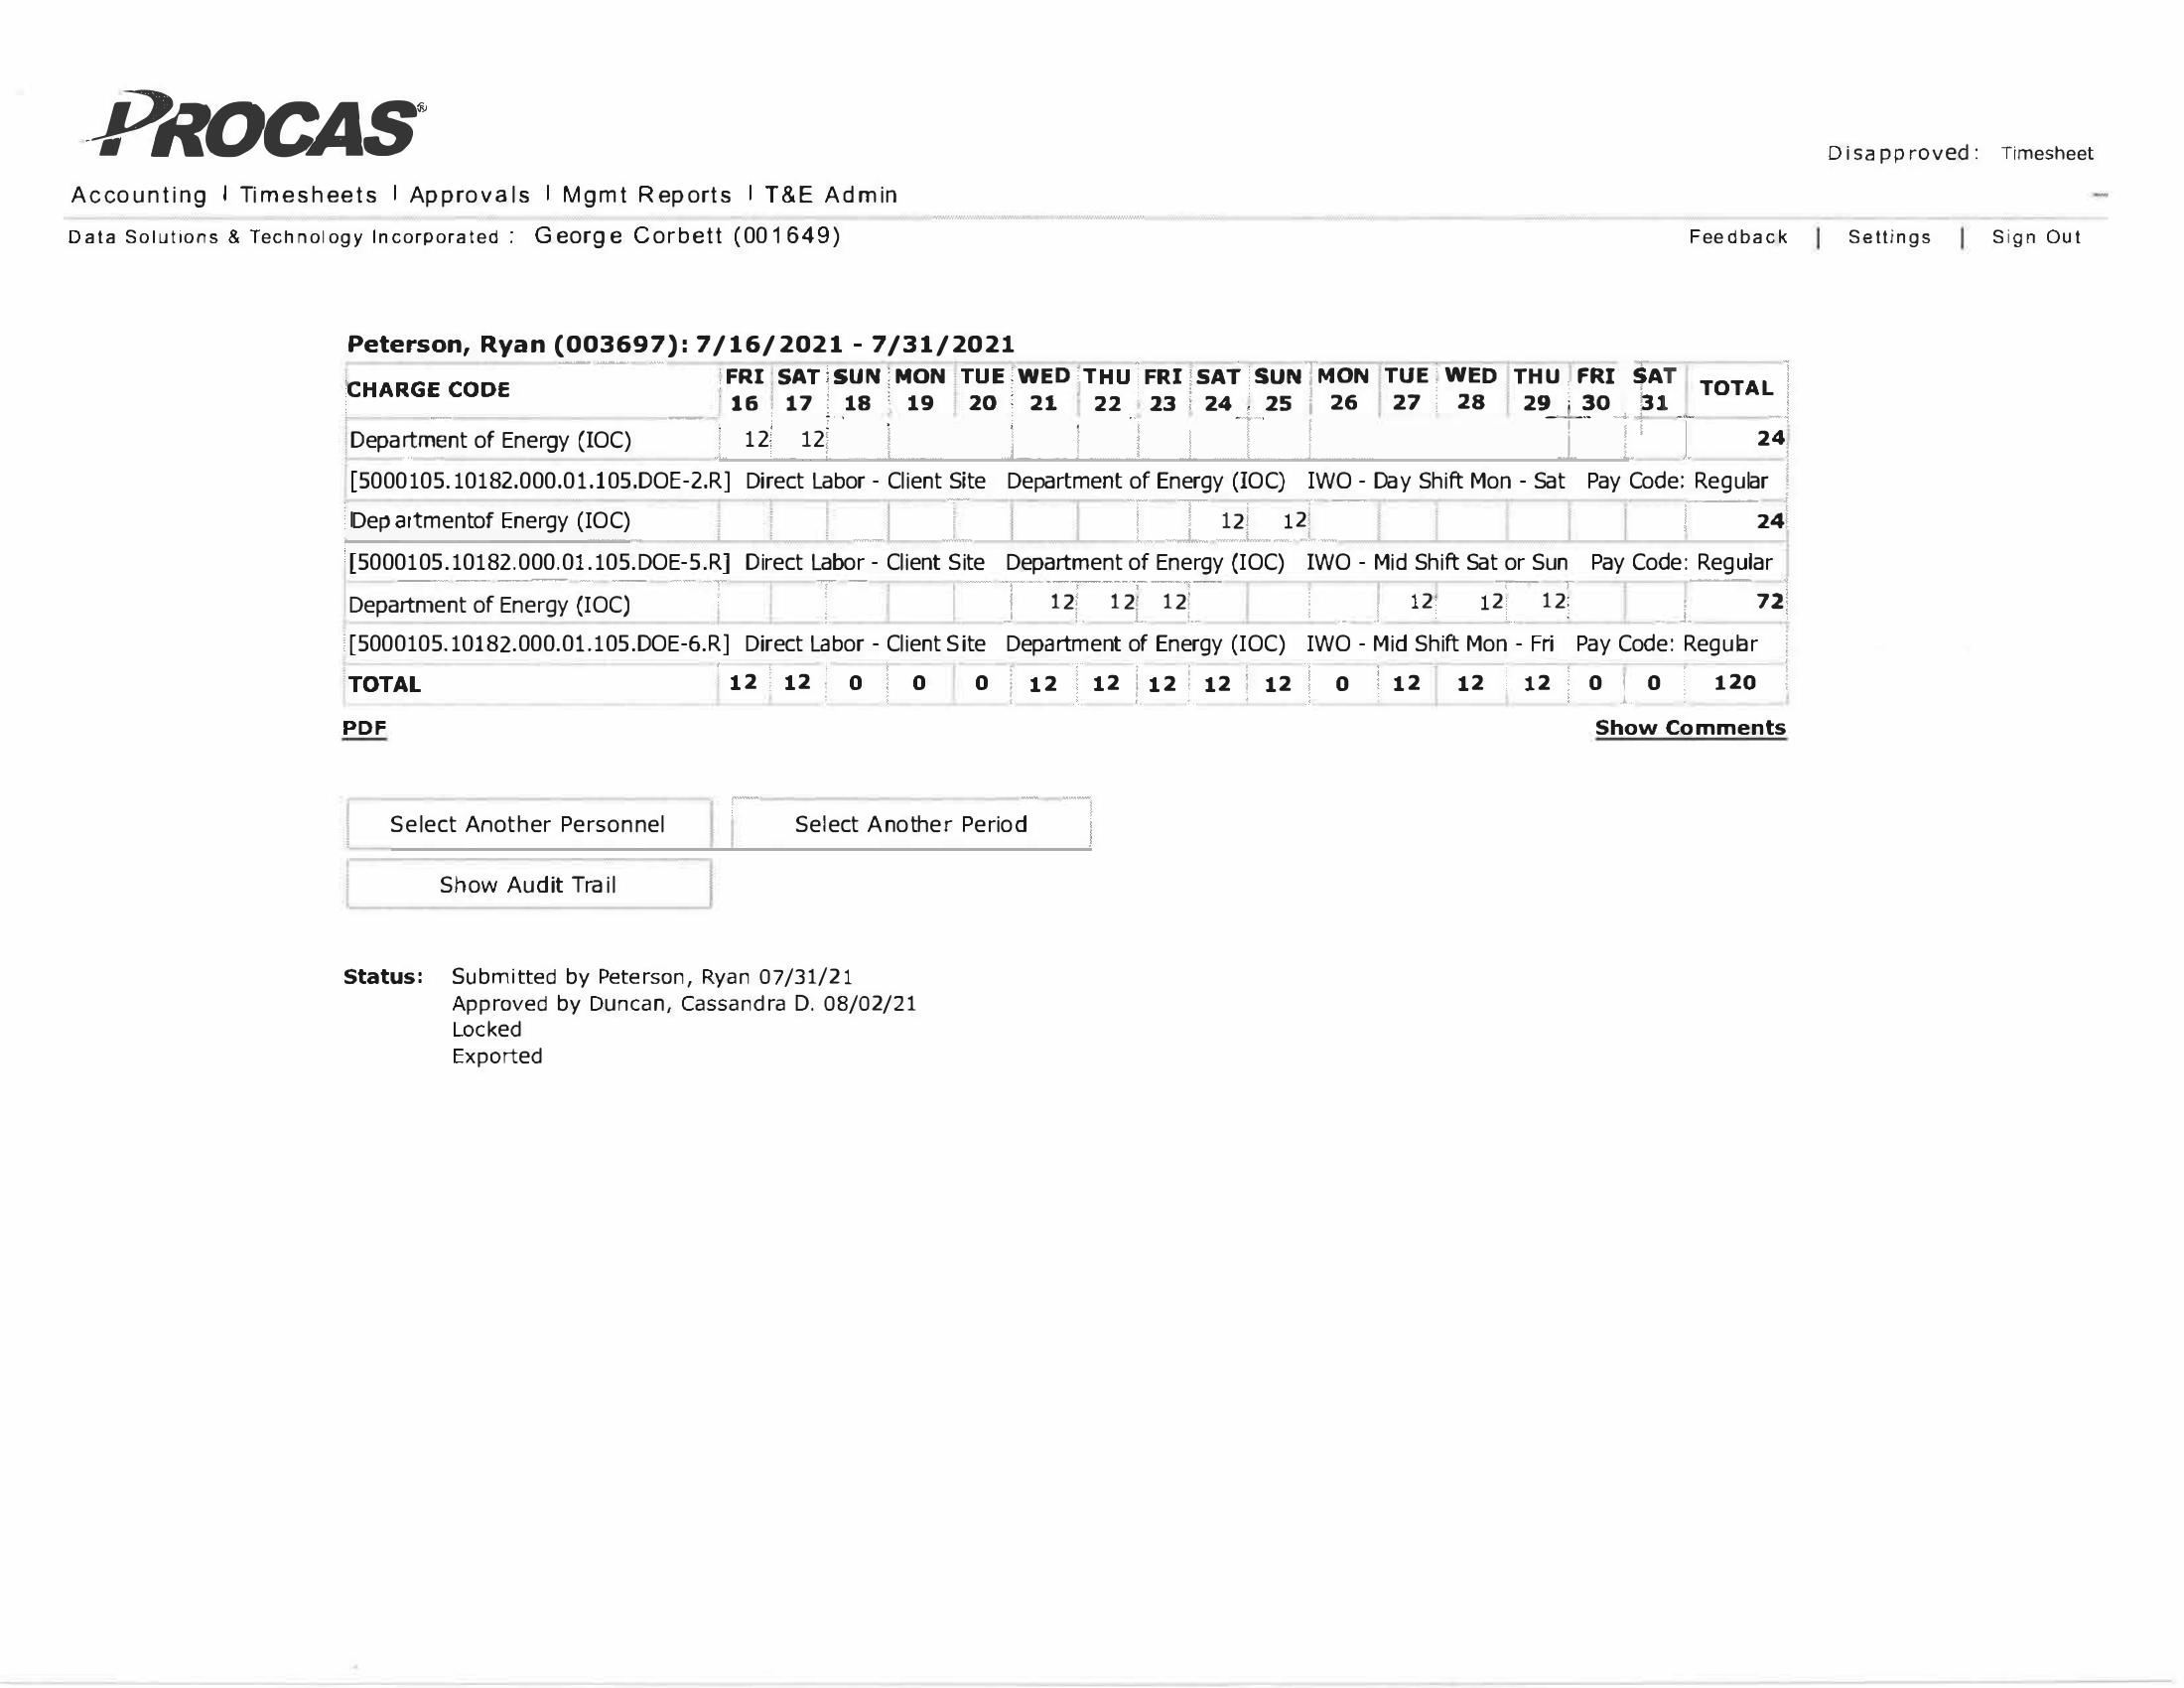 PROCAS®
Disapproved: Timesheet
Accounting | Timesheets | Approvals | Mgmt Reports | T&E Admin
Data Solutions & Technology Incorporated : George Corbett (001649)
Feedback | Settings | Sign Out
Peterson, Ryan (003697): 7/16/2021 - 7/31/2021
CHARGE CODE FRI 16 SAT 17 SUN 18 MON 19 TUE 20 WED 21 THU 22 FRI 23 SAT 24 SUN 25 MON 26 TUE 27 WED 28 THU 29 FRI 30 SAT 31 TOTAL
Department of Energy (IOC) 12 12 24
[5000105.10182.000.01.105.DOE-2.R] Direct Labor - Client Site Department of Energy (IOC) IWO - Day Shift Mon - Sat Pay Code: Regular
Departmentof Energy (IOC) 12 12 24
[5000105.10182.000.01.105.DOE-5.R] Direct Labor - Client Site Department of Energy (IOC) IWO - Mid Shift Sat or Sun Pay Code: Regular
Department of Energy (IOC) 12 12 12 12 12 12 72
[5000105.10182.000.01.105.DOE-6.R] Direct Labor - Client Site Department of Energy (IOC) IWO - Mid Shift Mon - Fri Pay Code: Regular
TOTAL 12 12 0 0 0 12 12 12 12 12 0 12 12 12 0 0 120
PDF
Show Comments
Select Another Personnel
Select Another Period
Show Audit Trail
Status: Submitted by Peterson, Ryan 07/31/21
Approved by Duncan, Cassandra D. 08/02/21
Locked
Exported